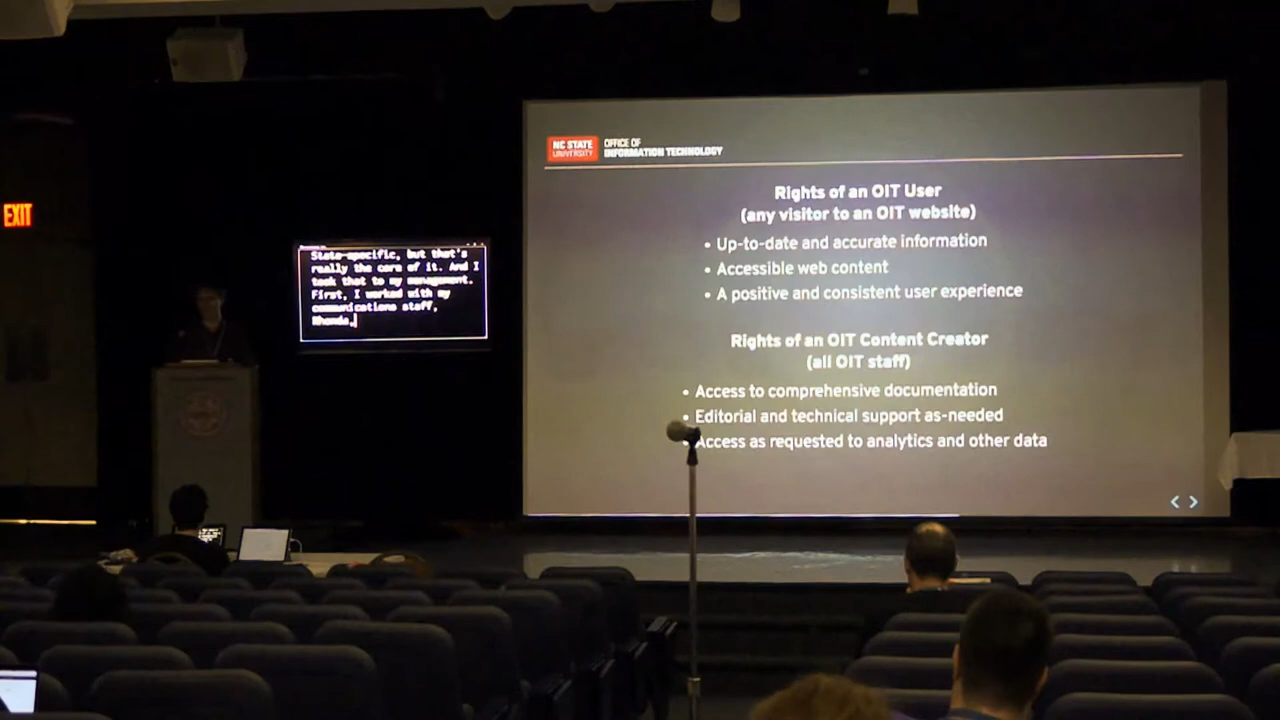 EXIT
State-specific, but that's
really the core of it. And I
took that to my management.
First, I worked with my
communications staff,
Rhonda,
NC STATE
UNIVERSITY
OFFICE OF
INFORMATION TECHNOLOGY
Rights of an OIT User
(any visitor to an OIT website)
• Up-to-date and accurate information
• Accessible web content
• A positive and consistent user experience
Rights of an OIT Content Creator
(all OIT staff)
• Access to comprehensive documentation
• Editorial and technical support as-needed
• Access as requested to analytics and other data